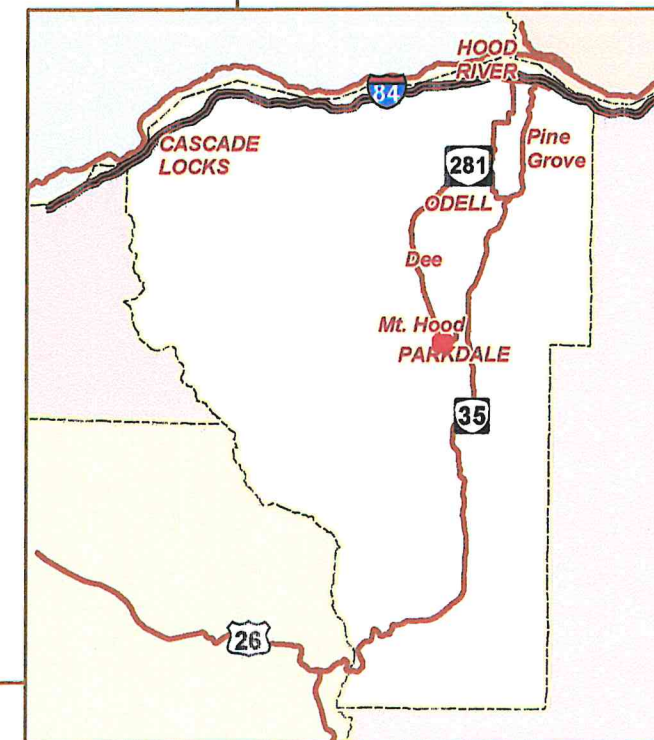 HOOD
RIVER
84
CASCADE
LOCKS
Pine
Grove
281
ODELL
Dee
Mt. Hood
PARKDALE
35
26